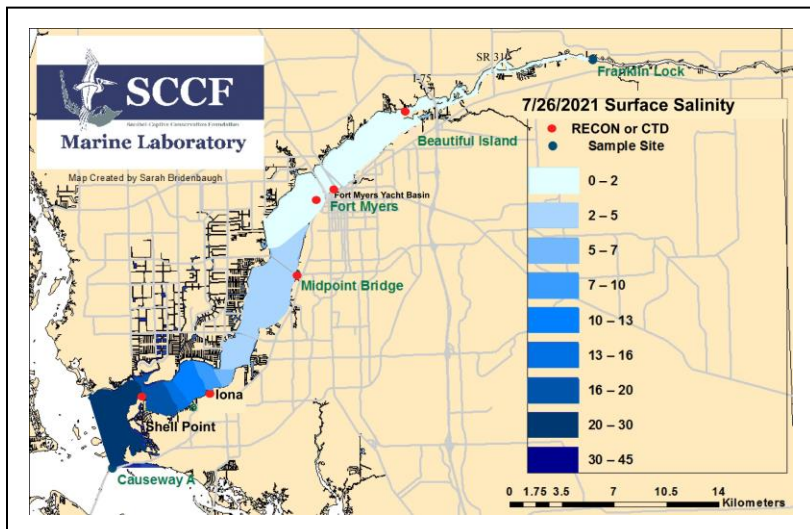 SCCF
Sanibel-Captiva Conservation Foundation
Marine Laboratory
Map Created by Sarah Bridenbaugh
SR 31
I-75
Franklin Lock
Beautiful Island
Fort Myers Yacht Basin
Fort Myers
Midpoint Bridge
Iona
Shell Point
Causeway A
7/26/2021 Surface Salinity
RECON or CTD
Sample Site
0 – 2
2 – 5
5 – 7
7 – 10
10 – 13
13 – 16
16 – 20
20 – 30
30 – 45
0 1.75 3.5 7 10.5 14
Kilometers